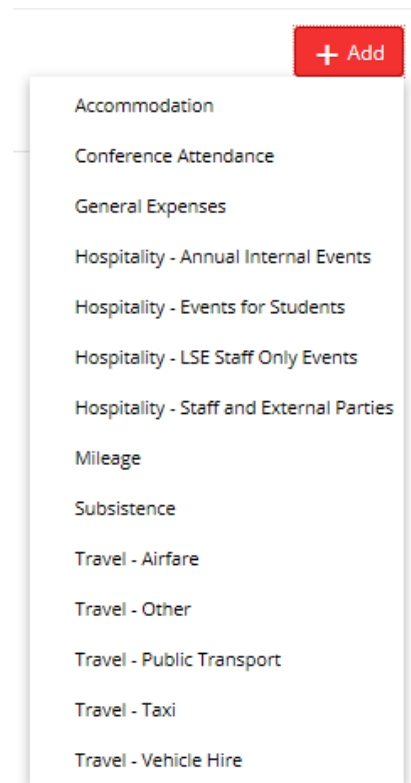 + Add
Accommodation
Conference Attendance
General Expenses
Hospitality - Annual Internal Events
Hospitality - Events for Students
Hospitality - LSE Staff Only Events
Hospitality - Staff and External Parties
Mileage
Subsistence
Travel - Airfare
Travel - Other
Travel - Public Transport
Travel - Taxi
Travel - Vehicle Hire